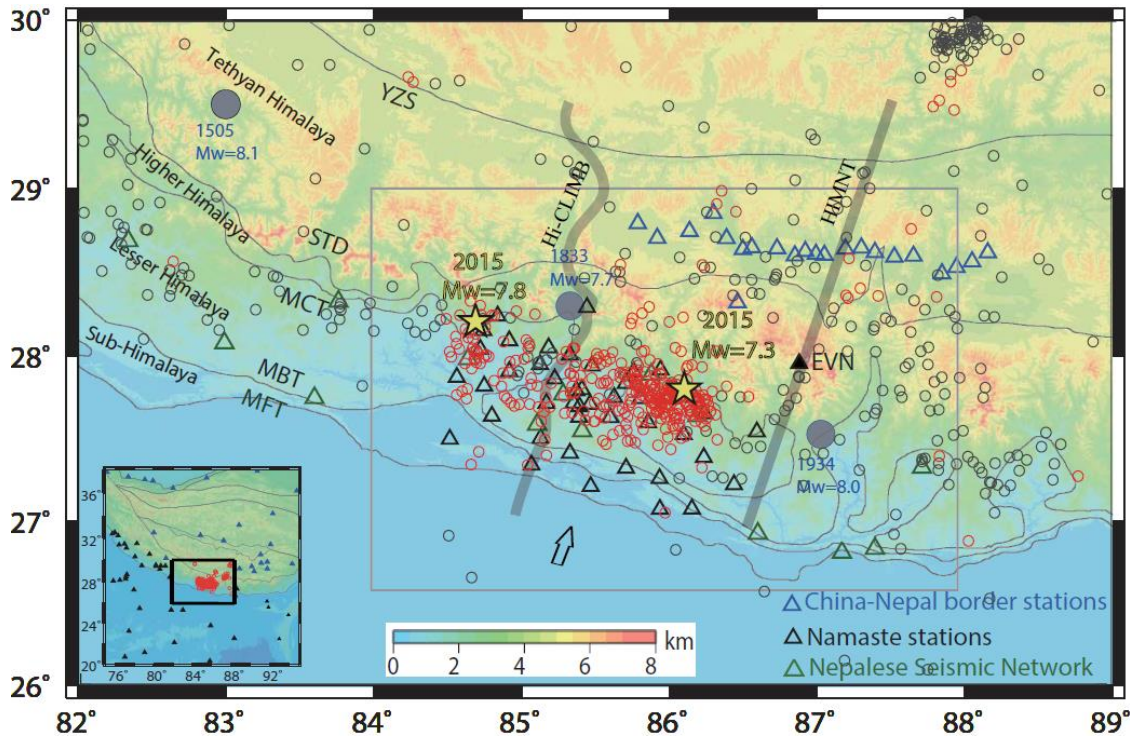 30°
29°
28°
27°
26°
82°
83°
84°
85°
86°
87°
88°
89°
Tethyan Himalaya
YZS
1505
Mw=8.1
Higher Himalaya
STD
Hi-CLIMB
HiMNT
Lesser Himalaya
MCT
2015
Mw=7.8
1833
Mw=7.7
2015
Mw=7.3
EVN
Sub-Himalaya
MBT
MFT
1934
Mw=8.0
36°
32°
28°
24°
20°
76° 80° 84° 88° 92°
0 2 4 6 8 km
China-Nepal border stations
Namaste stations
Nepalese Seismic Network